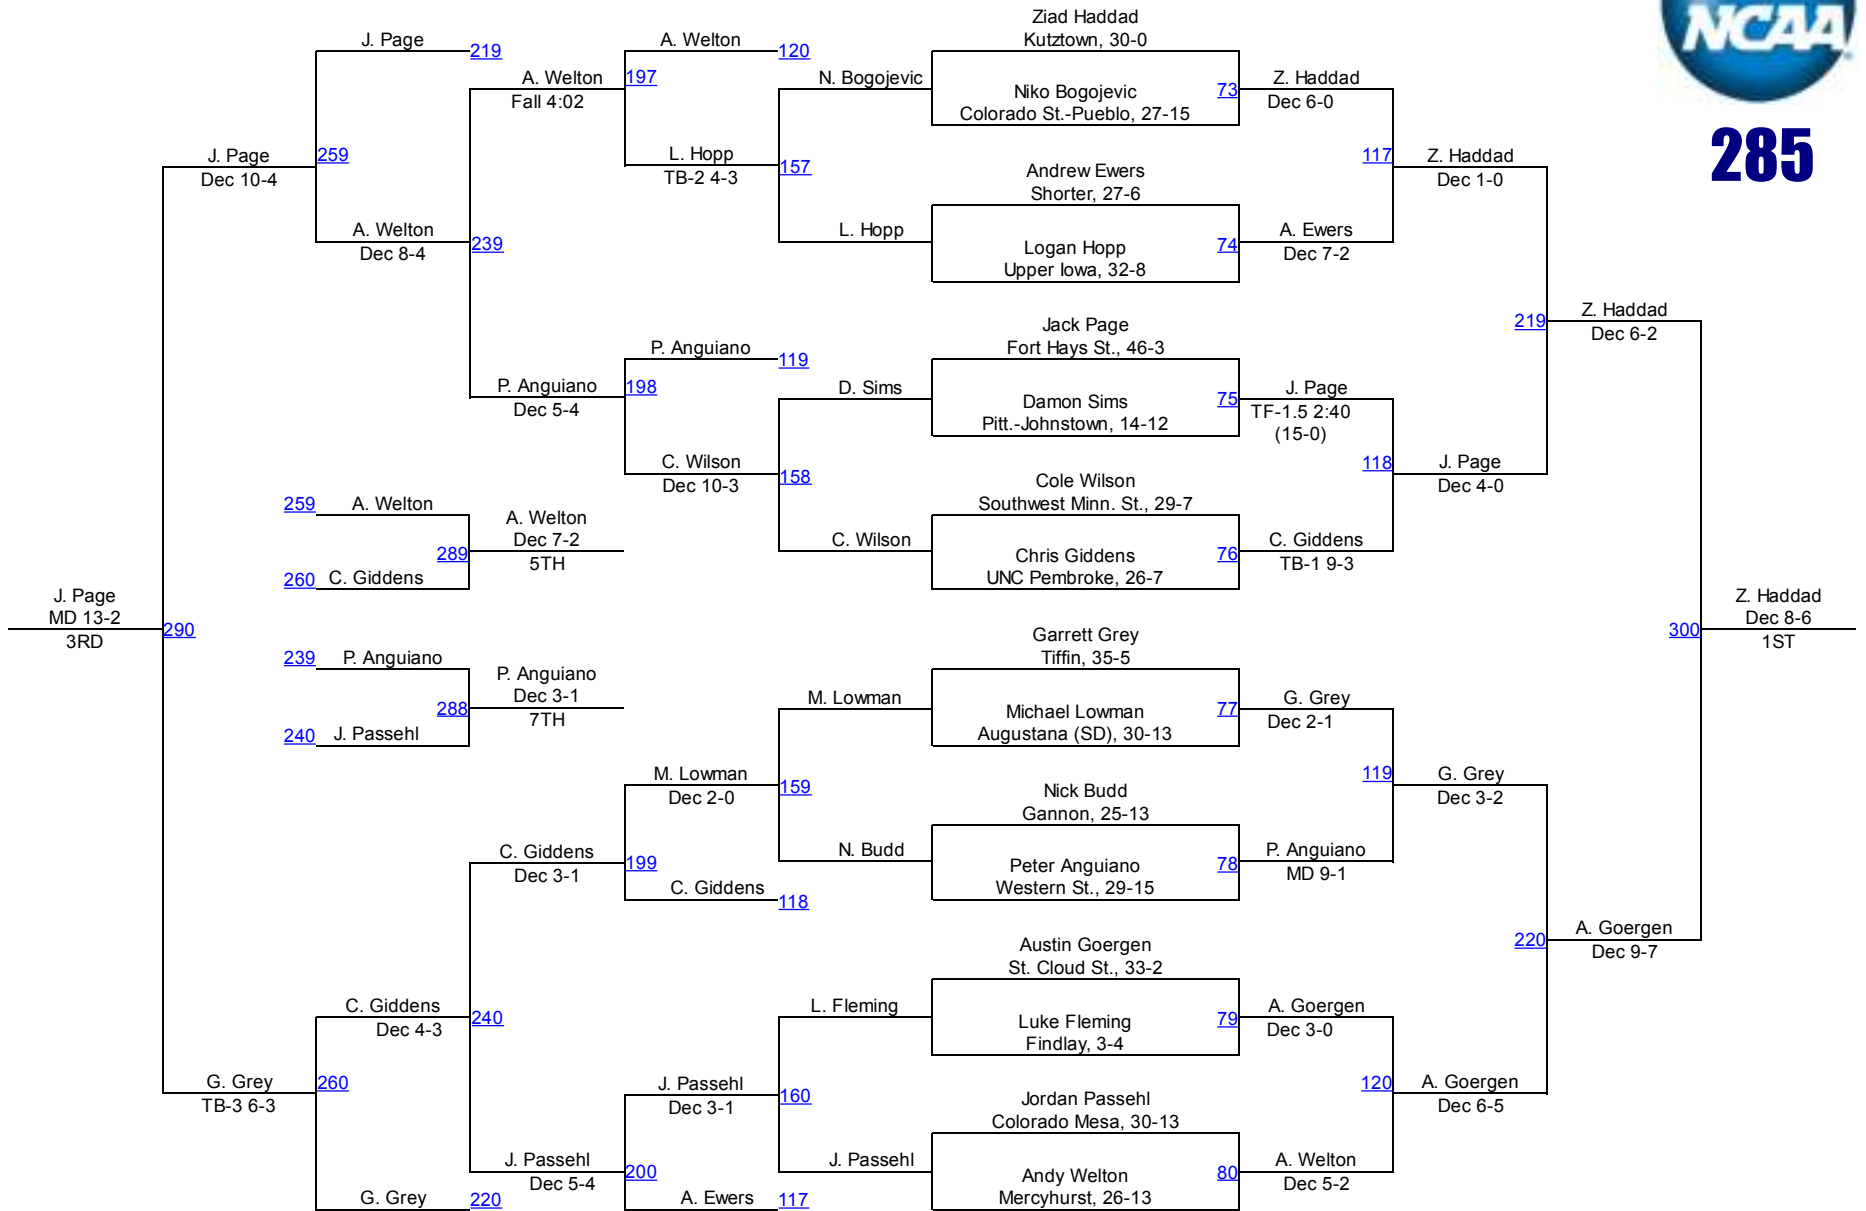 NCAA
285
J. Page
219
259
J. Page
Dec 10-4
A. Welton
Dec 8-4
A. Welton
Fall 4:02
239
A. Welton
120
197
L. Hopp
TB-2 4-3
N. Bogojevic
157
L. Hopp
P. Anguiano
Dec 5-4
P. Anguiano
119
198
C. Wilson
Dec 10-3
D. Sims
158
C. Wilson
259
A. Welton
289
260
C. Giddens
A. Welton
Dec 7-2
5TH
J. Page
MD 13-2
3RD
290
239
P. Anguiano
288
240
J. Passehl
P. Anguiano
Dec 3-1
7TH
M. Lowman
159
N. Budd
M. Lowman
Dec 2-0
199
C. Giddens
118
C. Giddens
Dec 3-1
C. Giddens
Dec 4-3
240
G. Grey
TB-3 6-3
260
G. Grey
220
L. Fleming
160
J. Passehl
J. Passehl
Dec 3-1
200
A. Ewers
117
J. Passehl
Dec 5-4
Ziad Haddad
Kutztown, 30-0
Niko Bogojevic
Colorado St.-Pueblo, 27-15
73
Z. Haddad
Dec 6-0
Andrew Ewers
Shorter, 27-6
Logan Hopp
Upper Iowa, 32-8
74
A. Ewers
Dec 7-2
117
Z. Haddad
Dec 1-0
Jack Page
Fort Hays St., 46-3
Damon Sims
Pitt.-Johnstown, 14-12
75
J. Page
TF-1.5 2:40
(15-0)
Cole Wilson
Southwest Minn. St., 29-7
Chris Giddens
UNC Pembroke, 26-7
76
C. Giddens
TB-1 9-3
118
J. Page
Dec 4-0
219
Z. Haddad
Dec 6-2
Garrett Grey
Tiffin, 35-5
Michael Lowman
Augustana (SD), 30-13
77
G. Grey
Dec 2-1
Nick Budd
Gannon, 25-13
Peter Anguiano
Western St., 29-15
78
P. Anguiano
MD 9-1
119
G. Grey
Dec 3-2
Austin Goergen
St. Cloud St., 33-2
Luke Fleming
Findlay, 3-4
79
A. Goergen
Dec 3-0
Jordan Passehl
Colorado Mesa, 30-13
Andy Welton
Mercyhurst, 26-13
80
A. Welton
Dec 5-2
120
A. Goergen
Dec 6-5
220
A. Goergen
Dec 9-7
300
Z. Haddad
Dec 8-6
1ST